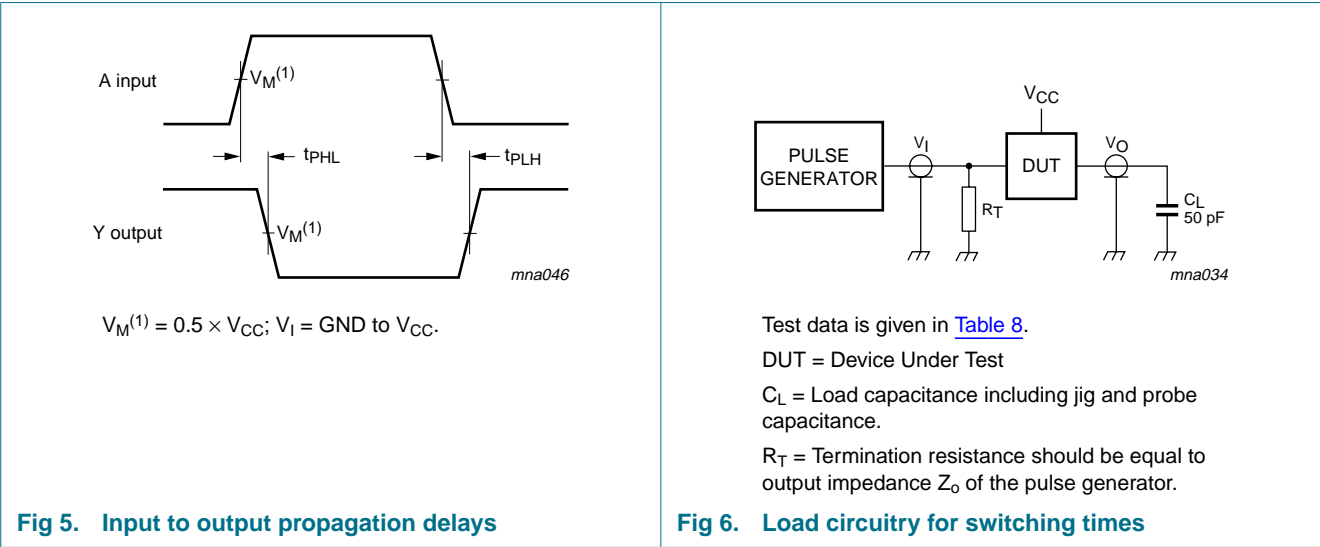 A input
VM(1)
tPHL
tPLH
Y output
VM(1)
mna046
VM(1) = 0.5 × VCC; VI = GND to VCC.
Fig 5. Input to output propagation delays
VCC
PULSE
GENERATOR
VI
DUT
VO
RT
CL
50 pF
mna034
Test data is given in Table 8.
DUT = Device Under Test
CL = Load capacitance including jig and probe
capacitance.
RT = Termination resistance should be equal to
output impedance Zo of the pulse generator.
Fig 6. Load circuitry for switching times